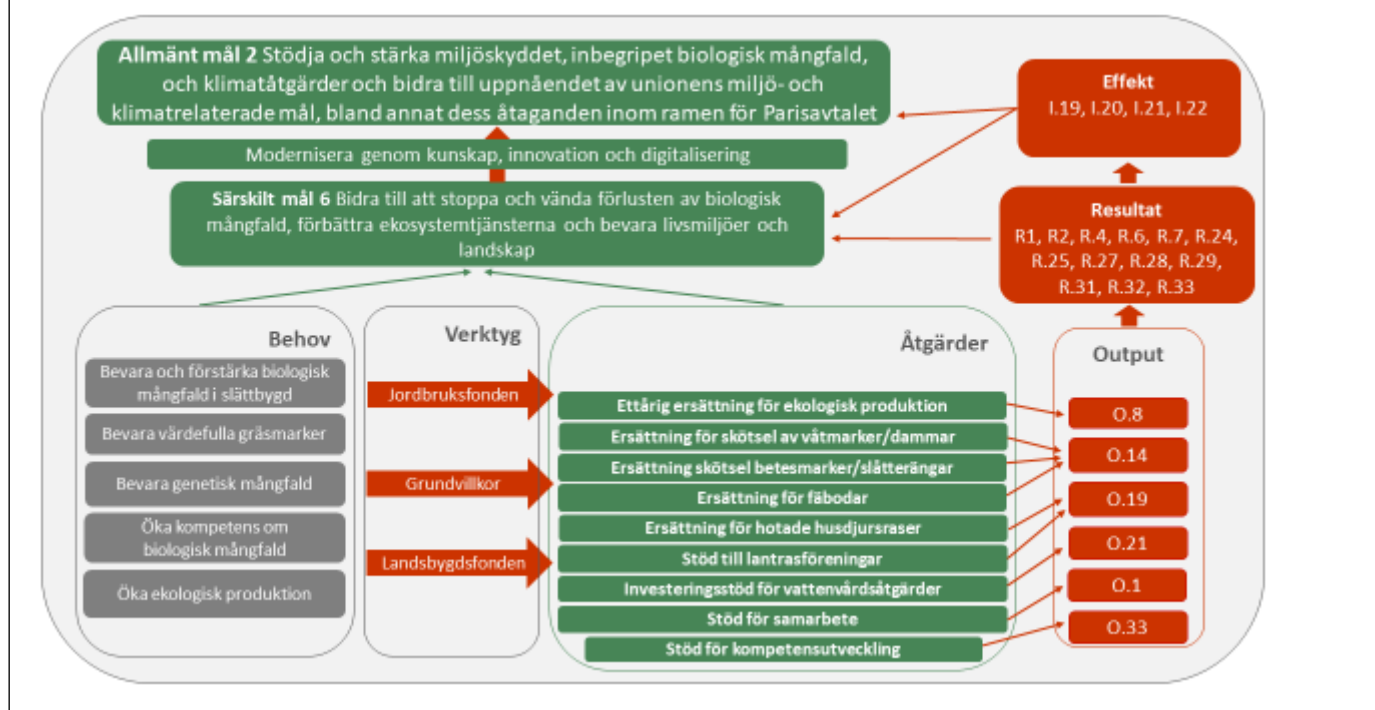 Allmänt mål 2 Stödja och stärka miljöskyddet, inbegripet biologisk mångfald,
och klimatåtgärder och bidra till uppnåendet av unionens miljö- och
klimatrelaterade mål, bland annat dess åtaganden inom ramen för Parisavtalet
Modernisera genom kunskap, innovation och digitalisering
Särskilt mål 6 Bidra till att stoppa och vända förlusten av biologisk
mångfald, förbättra ekosystemtjänsterna och bevara livsmiljöer och
landskap
Effekt
I.19, I.20, I.21, I.22
Resultat
R1, R2, R.4, R.6, R.7, R.24,
R.25, R.27, R.28, R.29,
R.31, R.32, R.33
Behov
Bevara och förstärka biologisk
mångfald i slättbygd
Bevara värdefulla gräsmarker
Bevara genetisk mångfald
Öka kompetens om
biologisk mångfald
Öka ekologisk produktion
Verktyg
Jordbruksfonden
Grundvillkor
Landsbygdsfonden
Åtgärder
Ettårig ersättning för ekologisk produktion
Ersättning för skötsel av våtmarker/dammar
Ersättning skötsel betesmarker/slåtterängar
Ersättning för fäbodar
Ersättning för hotade husdjursraser
Stöd till lantrasföreningar
Investeringsstöd för vattenvårdsåtgärder
Stöd för samarbete
Stöd för kompetensutveckling
Output
O.8
O.14
O.19
O.21
O.1
O.33